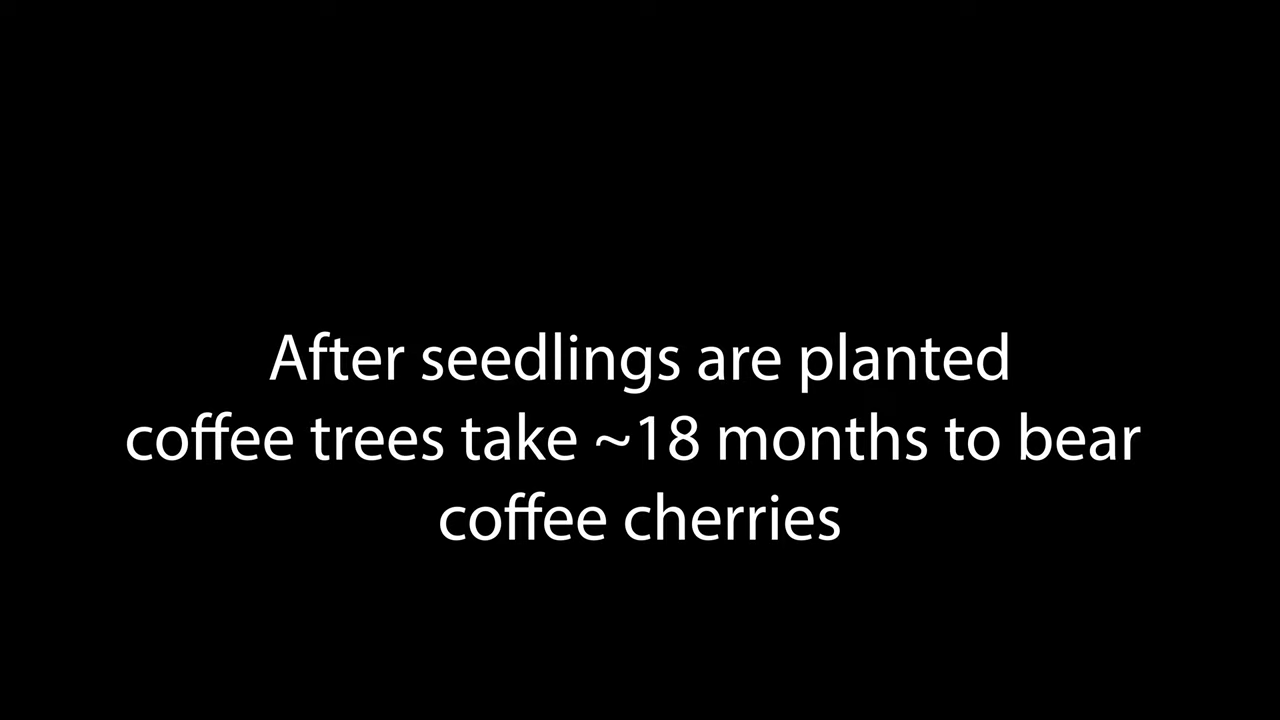 After seedlings are planted
coffee trees take ~18 months to bear
coffee cherries